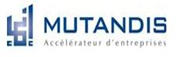 MUTANDIS
Accélérateur d'entreprises